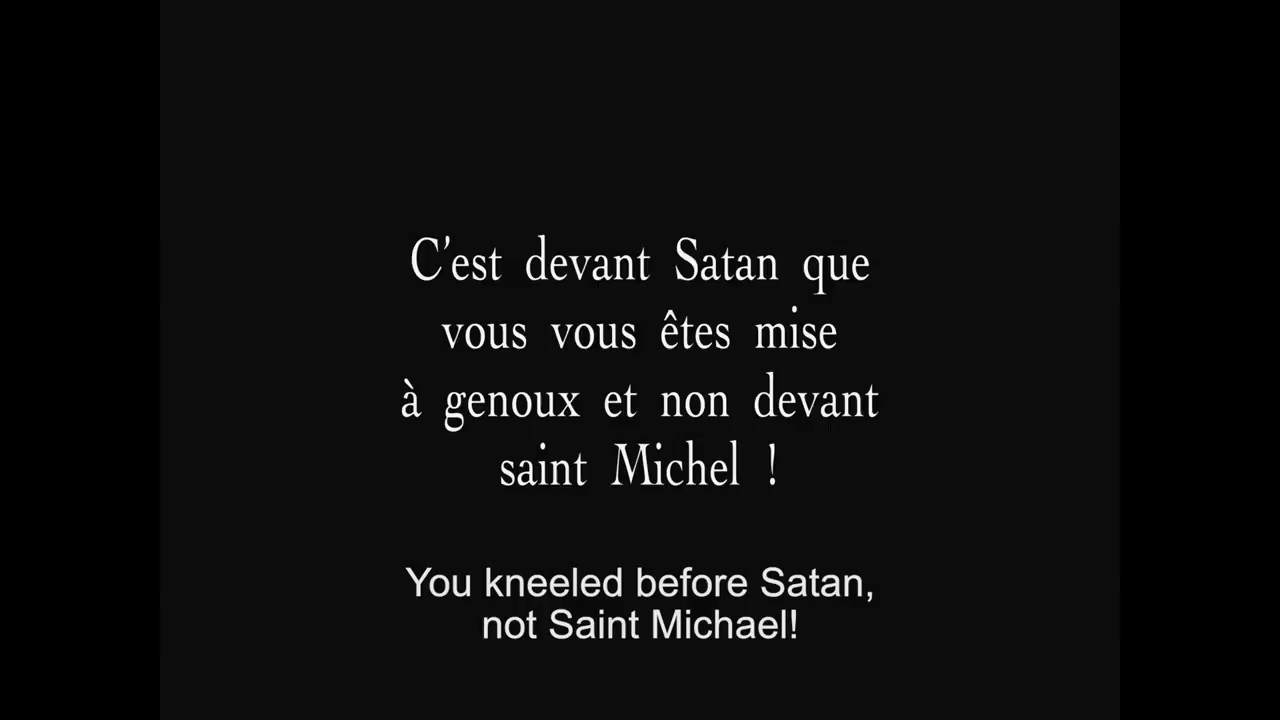 C’est devant Satan que
vous vous êtes mise
à genoux et non devant
saint Michel !
You kneeled before Satan,
not Saint Michael!